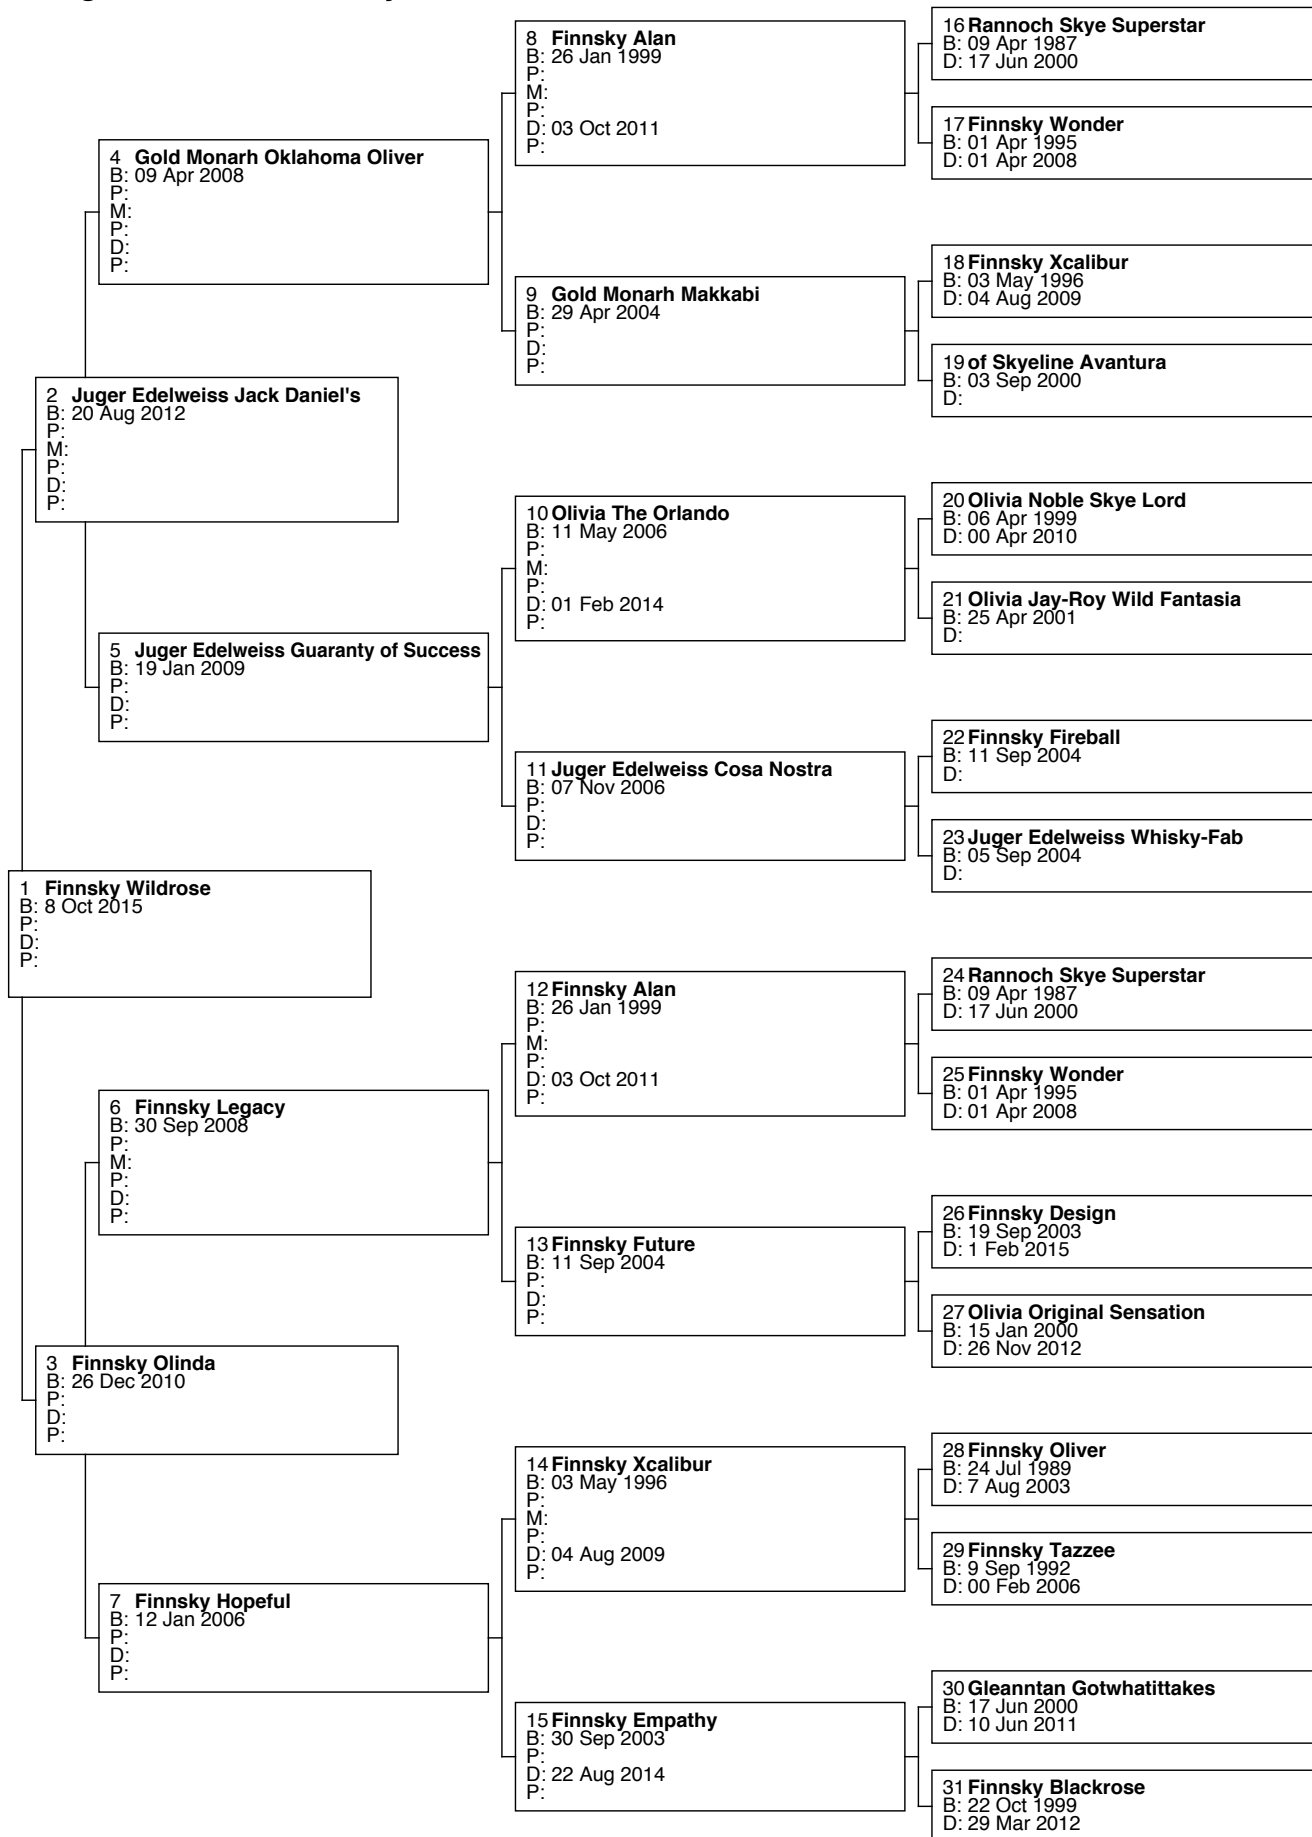 8 Finnsky Alan
B: 26 Jan 1999
P:
M:
P:
D: 03 Oct 2011
P:
16 Rannoch Skye Superstar
B: 09 Apr 1987
D: 17 Jun 2000
17 Finnsky Wonder
B: 01 Apr 1995
D: 01 Apr 2008
4 Gold Monarh Oklahoma Oliver
B: 09 Apr 2008
P:
M:
P:
D:
P:
18 Finnsky Xcalibur
B: 03 May 1996
D: 04 Aug 2009
9 Gold Monarh Makkabi
B: 29 Apr 2004
P:
D:
P:
19 of Skyeline Avantura
B: 03 Sep 2000
D:
2 Juger Edelweiss Jack Daniel's
B: 20 Aug 2012
P:
M:
P:
D:
P:
10 Olivia The Orlando
B: 11 May 2006
P:
M:
P:
D: 01 Feb 2014
P:
20 Olivia Noble Skye Lord
B: 06 Apr 1999
D: 00 Apr 2010
21 Olivia Jay-Roy Wild Fantasia
B: 25 Apr 2001
D:
5 Juger Edelweiss Guaranty of Success
B: 19 Jan 2009
P:
D:
P:
22 Finnsky Fireball
B: 11 Sep 2004
D:
11 Juger Edelweiss Cosa Nostra
B: 07 Nov 2006
P:
D:
P:
23 Juger Edelweiss Whisky-Fab
B: 05 Sep 2004
D:
1 Finnsky Wildrose
B: 8 Oct 2015
P:
D:
P:
12 Finnsky Alan
B: 26 Jan 1999
P:
M:
P:
D: 03 Oct 2011
P:
24 Rannoch Skye Superstar
B: 09 Apr 1987
D: 17 Jun 2000
25 Finnsky Wonder
B: 01 Apr 1995
D: 01 Apr 2008
6 Finnsky Legacy
B: 30 Sep 2008
P:
M:
P:
D:
P:
26 Finnsky Design
B: 19 Sep 2003
D: 1 Feb 2015
13 Finnsky Future
B: 11 Sep 2004
P:
D:
P:
27 Olivia Original Sensation
B: 15 Jan 2000
D: 26 Nov 2012
3 Finnsky Olinda
B: 26 Dec 2010
P:
D:
P:
14 Finnsky Xcalibur
B: 03 May 1996
P:
M:
P:
D: 04 Aug 2009
P:
28 Finnsky Oliver
B: 24 Jul 1989
D: 7 Aug 2003
29 Finnsky Tazzee
B: 9 Sep 1992
D: 00 Feb 2006
7 Finnsky Hopeful
B: 12 Jan 2006
P:
D:
P:
30 Gleanntan Gotwhatittakes
B: 17 Jun 2000
D: 10 Jun 2011
15 Finnsky Empathy
B: 30 Sep 2003
P:
D: 22 Aug 2014
P:
31 Finnsky Blackrose
B: 22 Oct 1999
D: 29 Mar 2012